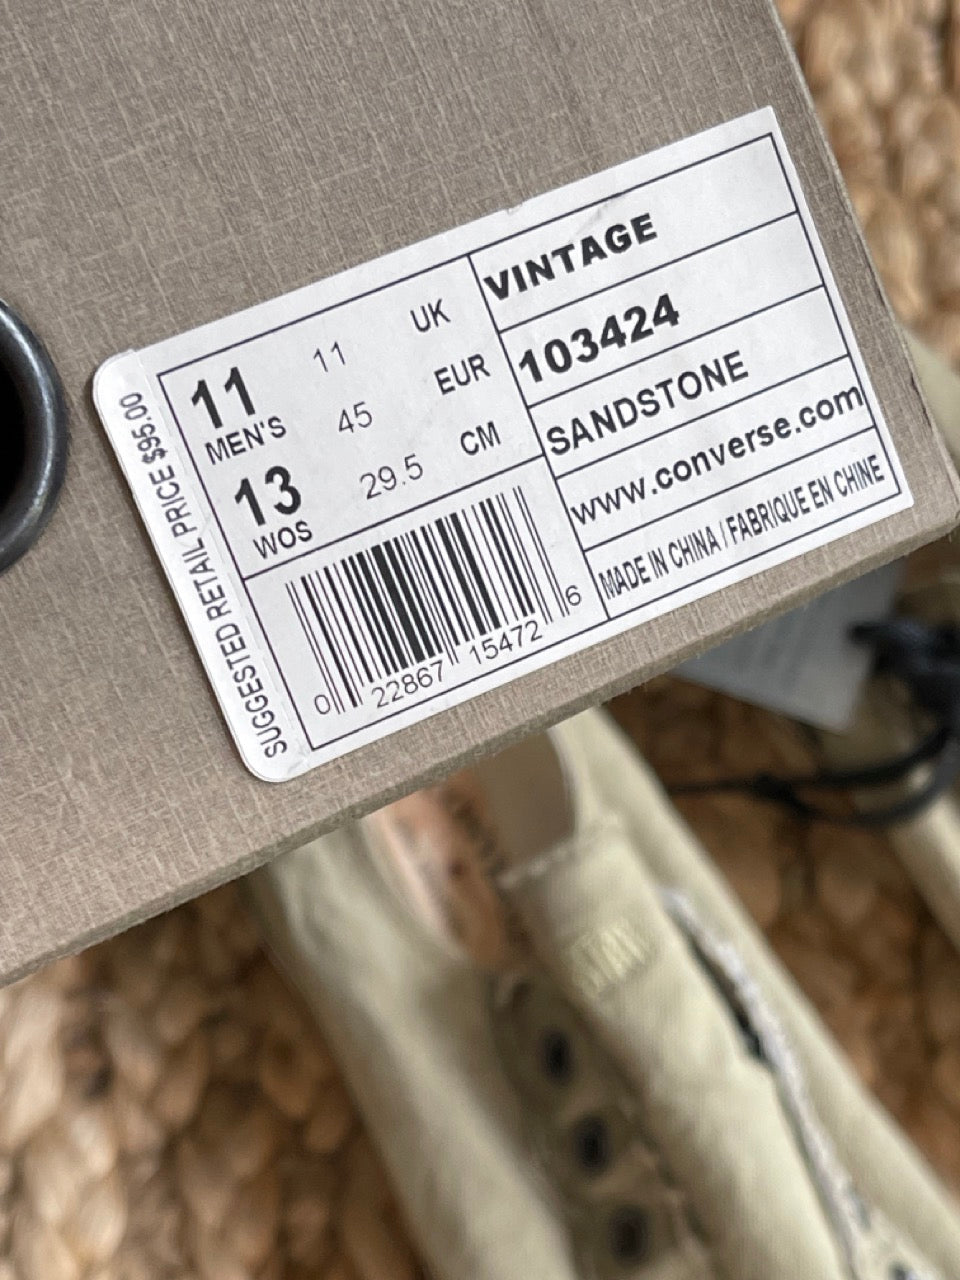 SUGGESTED RETAIL PRICE $95.00
11 11 UK
MEN'S 45 EUR
13 29.5 CM
WOS
0 22867 15472 6
VINTAGE
103424
SANDSTONE
www.converse.com
MADE IN CHINA / FABRIQUE EN CHINE